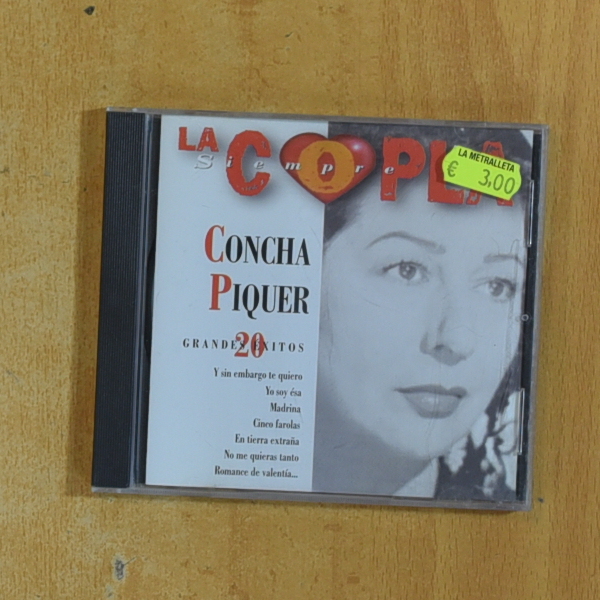 LA COPLA
Siempre
LA METRALLETA
€ 3,00
CONCHA
PIQUER
20
GRANDES ÉXITOS
Y sin embargo te quiero
Yo soy ésa
Madrina
Cinco farolas
En tierra extraña
No me quieras tanto
Romance de valentía...